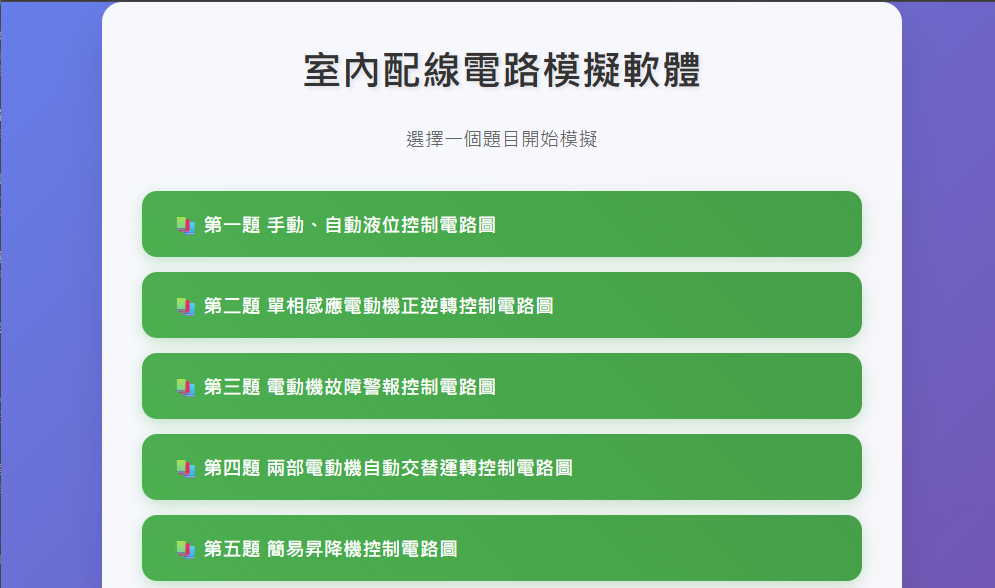 室內配線電路模擬軟體
選擇一個題目開始模擬
第一題 手動、自動液位控制電路圖
第二題 單相感應電動機正逆轉控制電路圖
第三題 電動機故障警報控制電路圖
第四題 兩部電動機自動交替運轉控制電路圖
第五題 簡易昇降機控制電路圖